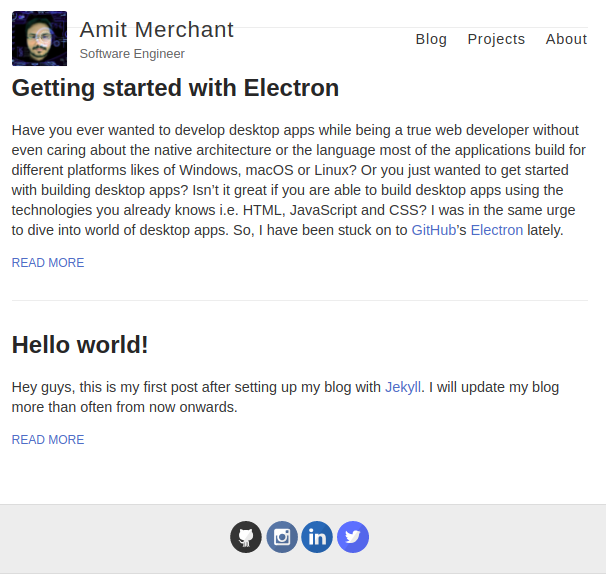 Amit Merchant
Software Engineer
Blog Projects About
Getting started with Electron
Have you ever wanted to develop desktop apps while being a true web developer without
even caring about the native architecture or the language most of the applications build for
different platforms likes of Windows, macOS or Linux? Or you just wanted to get started
with building desktop apps? Isn’t it great if you are able to build desktop apps using the
technologies you already knows i.e. HTML, JavaScript and CSS? I was in the same urge
to dive into world of desktop apps. So, I have been stuck on to GitHub’s Electron lately.
READ MORE
Hello world!
Hey guys, this is my first post after setting up my blog with Jekyll. I will update my blog
more than often from now onwards.
READ MORE
in